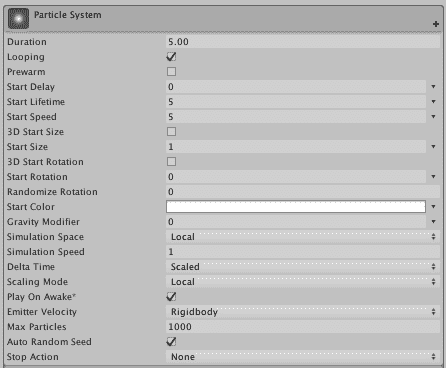 Particle System
Duration 5.00
Looping
Prewarm
Start Delay 0
Start Lifetime 5
Start Speed 5
3D Start Size
Start Size 1
3D Start Rotation
Start Rotation 0
Randomize Rotation 0
Start Color
Gravity Modifier 0
Simulation Space Local
Simulation Speed 1
Delta Time Scaled
Scaling Mode Local
Play On Awake*
Emitter Velocity Rigidbody
Max Particles 1000
Auto Random Seed
Stop Action None